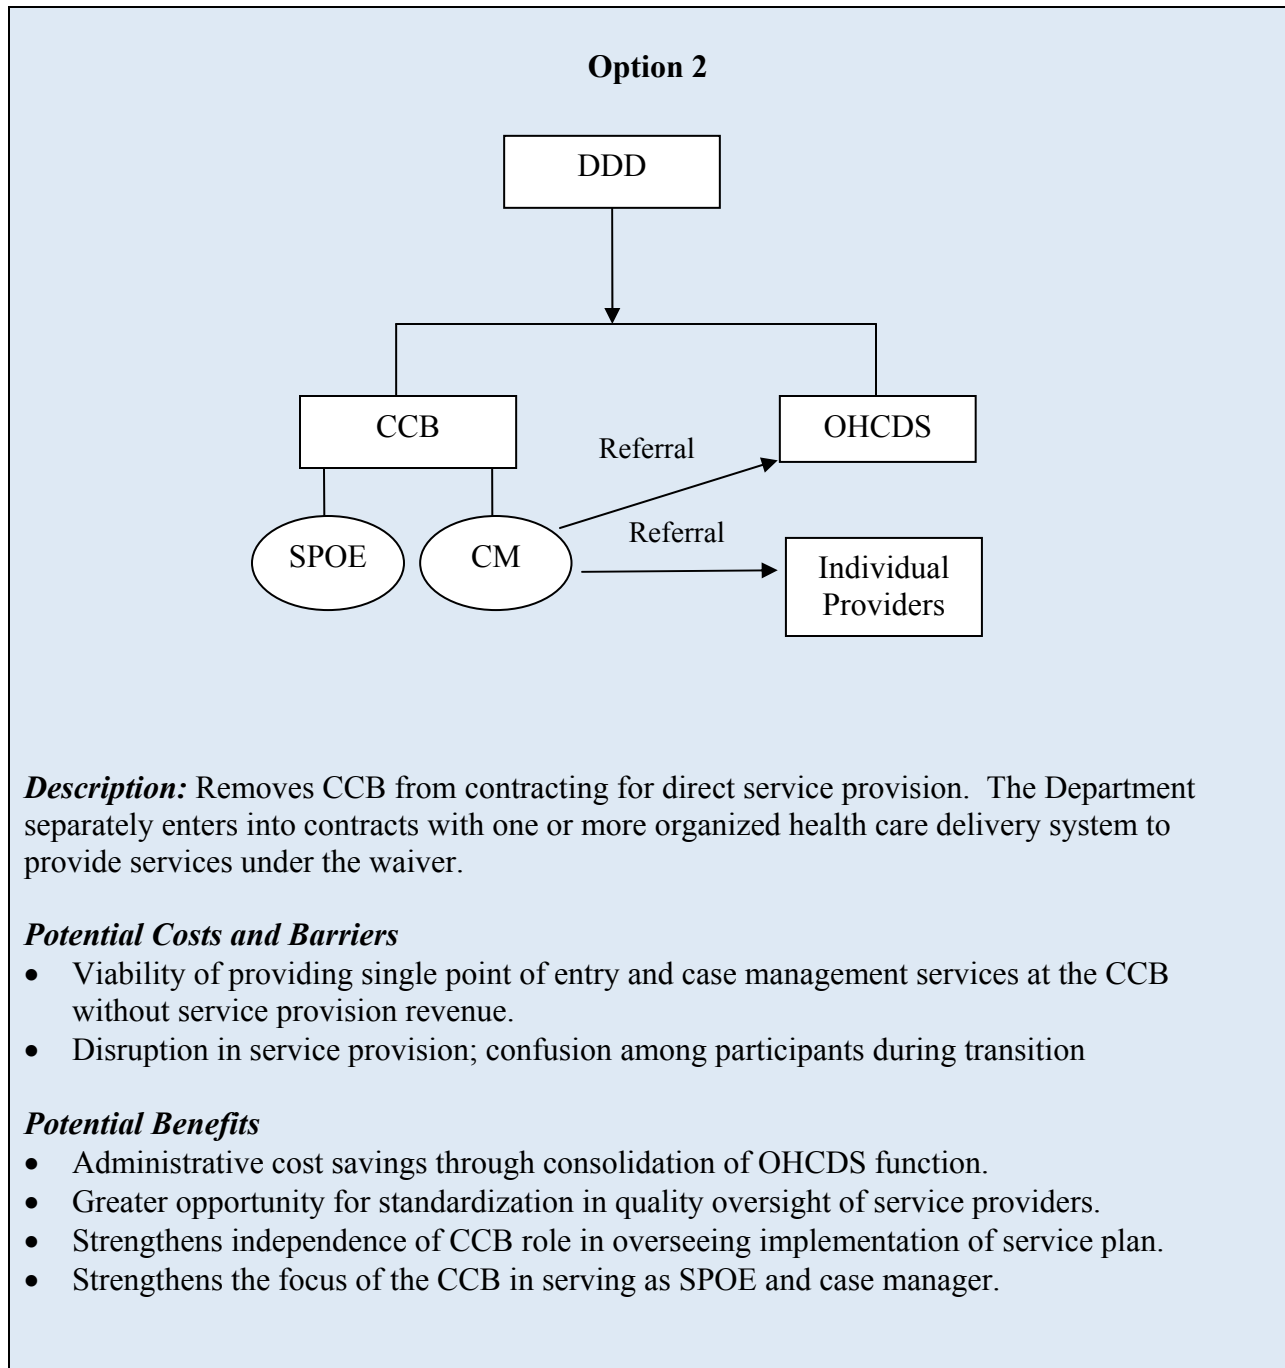 Option 2
DDD
CCB
OHCDS
Referral
Referral
SPOE
CM
Individual
Providers
Description: Removes CCB from contracting for direct service provision.  The Department
separately enters into contracts with one or more organized health care delivery system to
provide services under the waiver.
Potential Costs and Barriers
• Viability of providing single point of entry and case management services at the CCB
without service provision revenue.
• Disruption in service provision; confusion among participants during transition
Potential Benefits
• Administrative cost savings through consolidation of OHCDS function.
• Greater opportunity for standardization in quality oversight of service providers.
• Strengthens independence of CCB role in overseeing implementation of service plan.
• Strengthens the focus of the CCB in serving as SPOE and case manager.